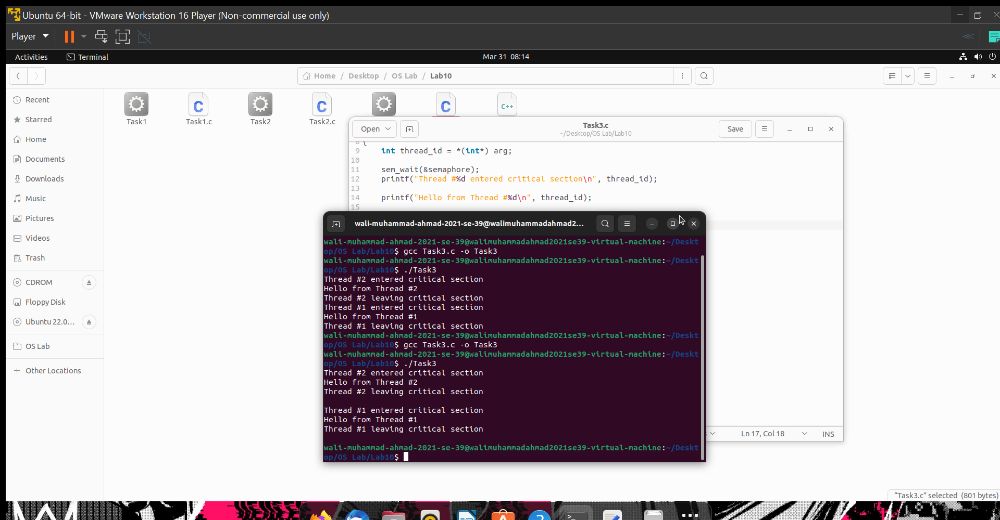 Ubuntu 64-bit - VMware Workstation 16 Player (Non-commercial use only)
Player
Activities
Terminal
Mar 31 08:14
Home / Desktop / OS Lab / Lab10
Recent
Starred
Home
Documents
Downloads
Music
Pictures
Videos
Trash
CDROM
Floppy Disk
Ubuntu 22.0...
OS Lab
+ Other Locations
Task1
Task1.c
Task2
Task2.c
C++
Open
Task3.c
~/Desktop/OS Lab/Lab10
Save
8 {
9 int thread_id = *(int*) arg;
10
11 sem_wait(&semaphore);
12 printf("Thread #%d entered critical section\n", thread_id);
13
14 printf("Hello from Thread #%d\n", thread_id);
15
wali-muhammad-ahmad-2021-se-39@walimuhammadahmad2...
wali-muhammad-ahmad-2021-se-39@walimuhammadahmad2021se39-virtual-machine:~/Deskt
op/OS Lab/Lab10$ gcc Task3.c -o Task3
wali-muhammad-ahmad-2021-se-39@walimuhammadahmad2021se39-virtual-machine:~/Deskt
op/OS Lab/Lab10$ ./Task3
Thread #2 entered critical section
Hello from Thread #2
Thread #2 leaving critical section
Thread #1 entered critical section
Hello from Thread #1
Thread #1 leaving critical section
wali-muhammad-ahmad-2021-se-39@walimuhammadahmad2021se39-virtual-machine:~/Deskt
op/OS Lab/Lab10$ gcc Task3.c -o Task3
wali-muhammad-ahmad-2021-se-39@walimuhammadahmad2021se39-virtual-machine:~/Deskt
op/OS Lab/Lab10$ ./Task3
Thread #2 entered critical section
Hello from Thread #2
Thread #2 leaving critical section
Thread #1 entered critical section
Hello from Thread #1
Thread #1 leaving critical section
wali-muhammad-ahmad-2021-se-39@walimuhammadahmad2021se39-virtual-machine:~/Deskt
op/OS Lab/Lab10$
Ln 17, Col 18
INS
"Task3.c" selected (801 bytes)